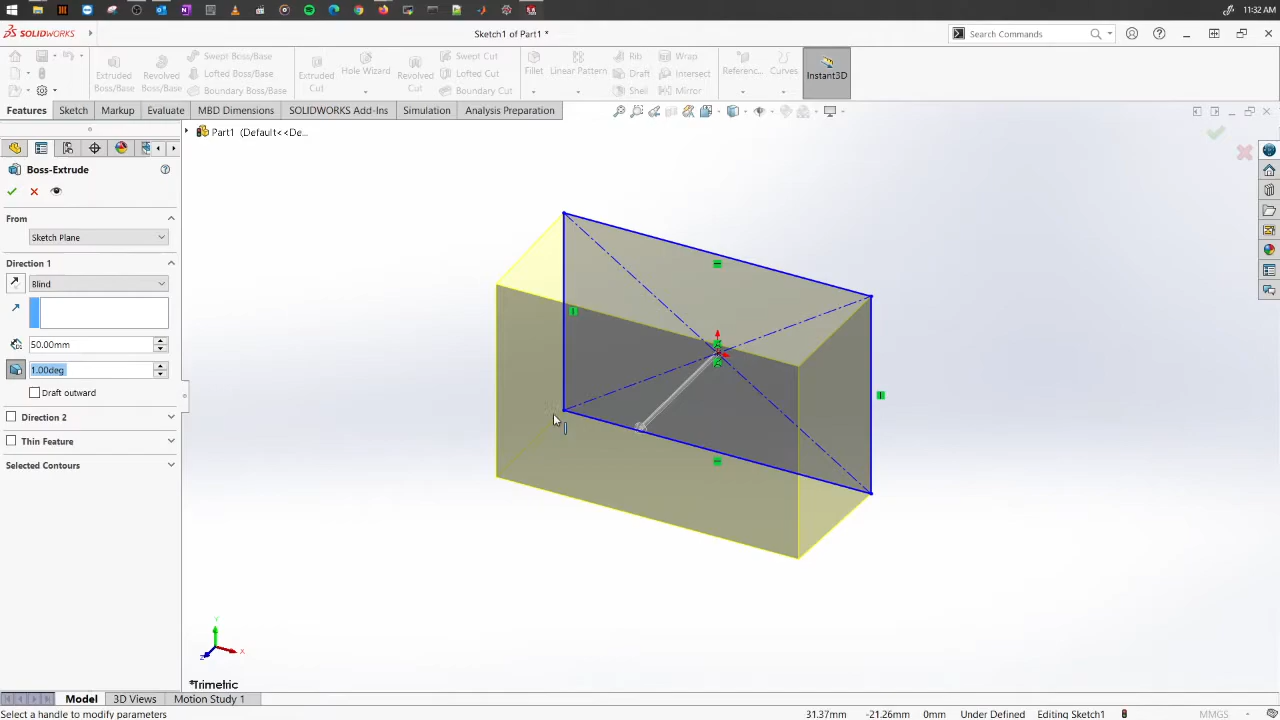 11:32 AM
SOLIDWORKS
Sketch1 of Part1 *
Search Commands
Extruded Boss/Base
Revolved Boss/Base
Swept Boss/Base
Lofted Boss/Base
Boundary Boss/Base
Extruded Cut
Hole Wizard
Revolved Cut
Swept Cut
Lofted Cut
Boundary Cut
Fillet
Linear Pattern
Rib
Draft
Shell
Wrap
Intersect
Mirror
Referenc...
Curves
Instant3D
Features
Sketch
Markup
Evaluate
MBD Dimensions
SOLIDWORKS Add-Ins
Simulation
Analysis Preparation
Part1 (Default<<De...
Boss-Extrude
From
Sketch Plane
Direction 1
Blind
50.00mm
1.00deg
Draft outward
Direction 2
Thin Feature
Selected Contours
Y
X
Z
*Trimetric
Model
3D Views
Motion Study 1
Select a handle to modify parameters
31.37mm
-21.26mm
0mm
Under Defined
Editing Sketch1
MMGS